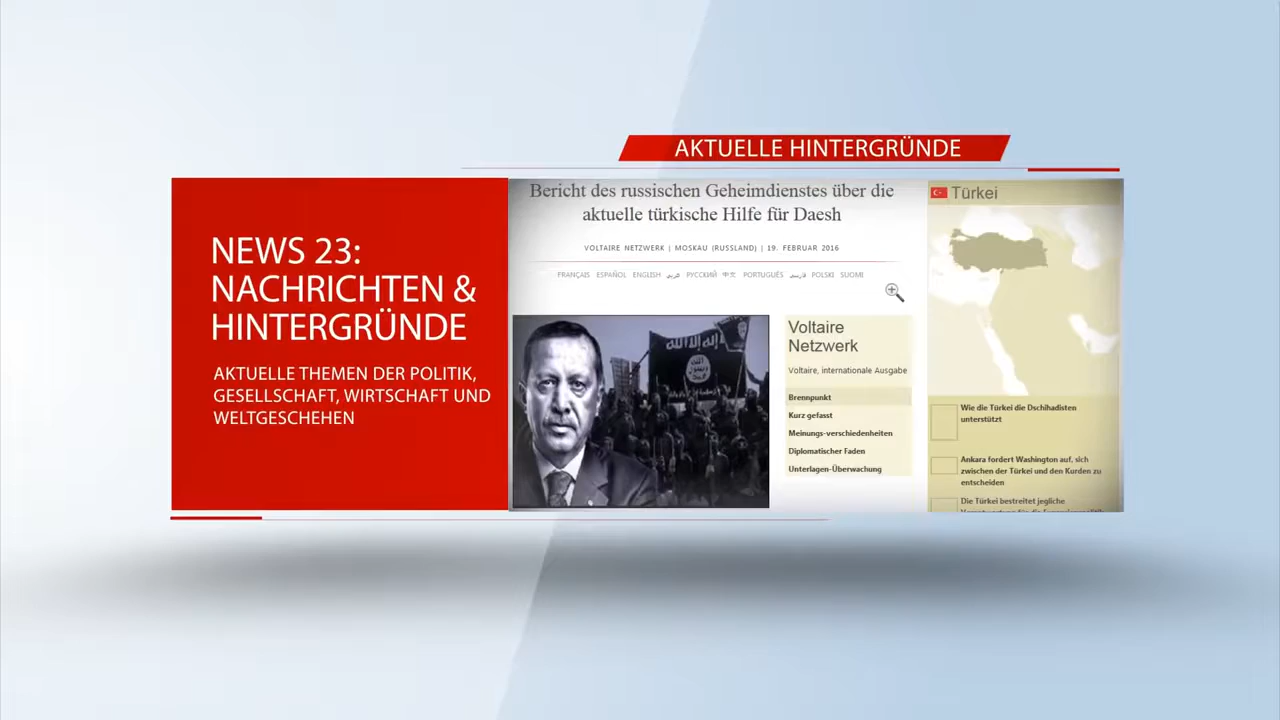 AKTUELLE HINTERGRÜNDE
NEWS 23:
NACHRICHTEN &
HINTERGRÜNDE
AKTUELLE THEMEN DER POLITIK,
GESELLSCHAFT, WIRTSCHAFT UND
WELTGESCHEHEN
Bericht des russischen Geheimdienstes über die
aktuelle türkische Hilfe für Daesh
VOLTAIRE NETZWERK | MOSKAU (RUSSLAND) | 19. FEBRUAR 2016
FRANÇAIS ESPAÑOL ENGLISH عربي РУССКИЙ 中文 PORTUGUÊS فارسى POLSKI SUOMI
Voltaire
Netzwerk
Voltaire, internationale Ausgabe
Brennpunkt
Kurz gefasst
Meinungs-verschiedenheiten
Diplomatischer Faden
Unterlagen-Überwachung
Türkei
Wie die Türkei die Dschihadisten
unterstützt
Ankara fordert Washington auf, sich
zwischen der Türkei und den Kurden zu
entscheiden
Die Türkei bestreitet jegliche